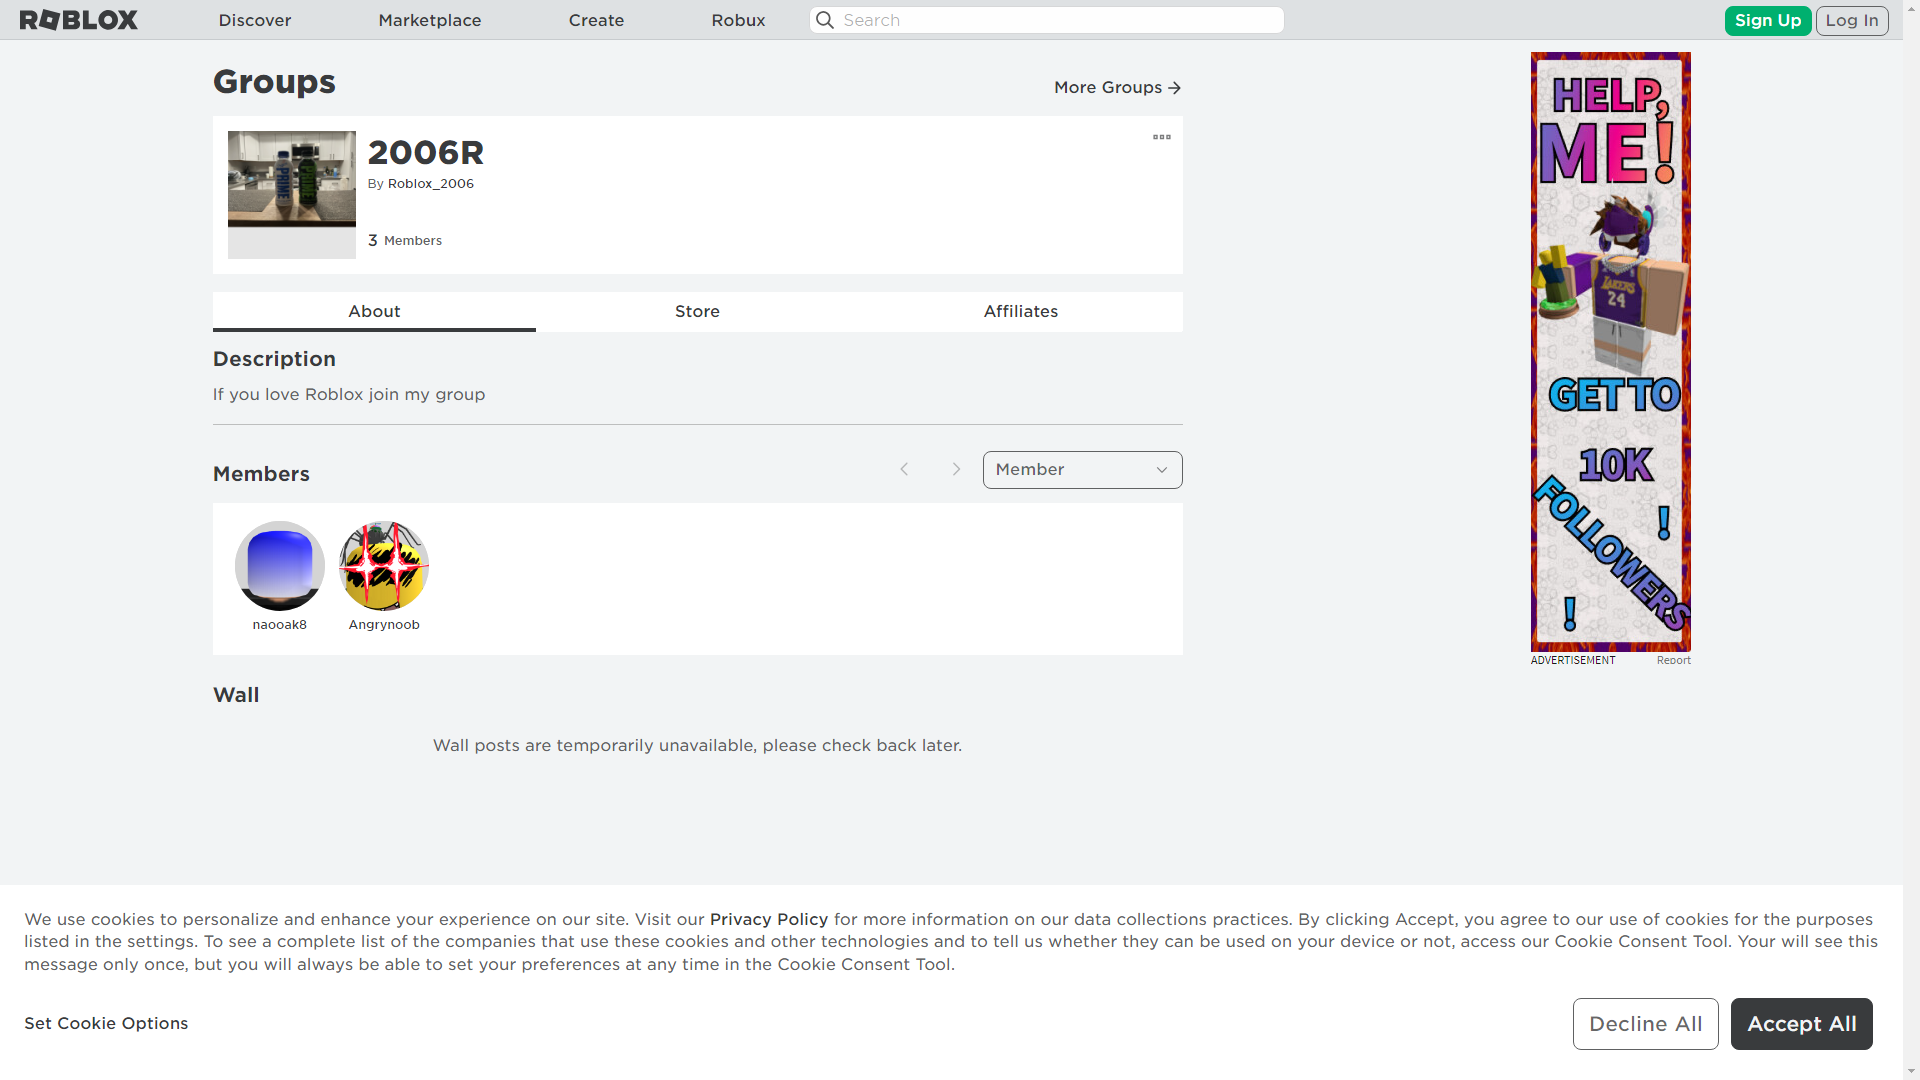 ROBLOX
Discover
Marketplace
Create
Robux
Search
Sign Up
Log In
Groups
More Groups
2006R
By Roblox_2006
3 Members
About
Store
Affiliates
Description
If you love Roblox join my group
Members
Member
naooak8
Angrynoob
Wall
Wall posts are temporarily unavailable, please check back later.
HELP,
ME!
LAKERS
24
GET TO
10K
FOLLOWERS
!
!
ADVERTISEMENT
Report
PRIME
We use cookies to personalize and enhance your experience on our site. Visit our Privacy Policy for more information on our data collections practices. By clicking Accept, you agree to our use of cookies for the purposes
listed in the settings. To see a complete list of the companies that use these cookies and other technologies and to tell us whether they can be used on your device or not, access our Cookie Consent Tool. Your will see this
message only once, but you will always be able to set your preferences at any time in the Cookie Consent Tool.
Set Cookie Options
Decline All
Accept All